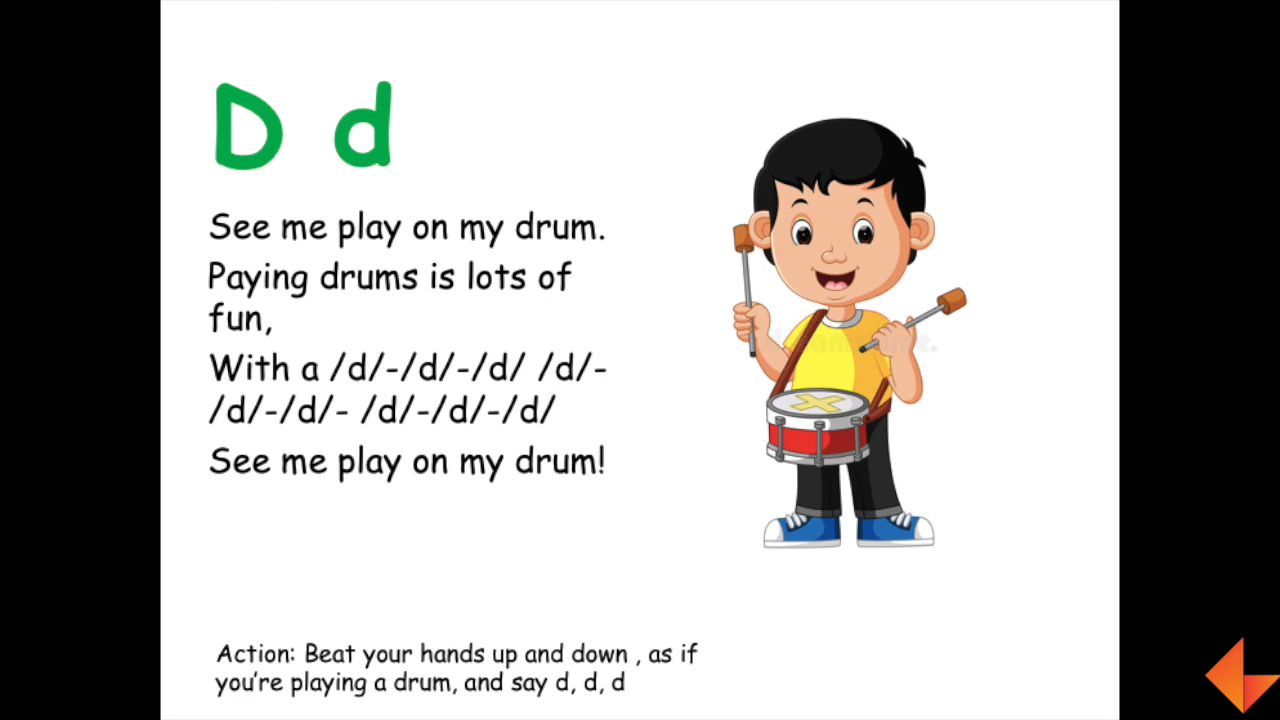 D d
See me play on my drum.
Paying drums is lots of
fun,
With a /d/-/d/-/d/ /d/-
/d/-/d/- /d/-/d/-/d/
See me play on my drum!
Action: Beat your hands up and down , as if
you're playing a drum, and say d, d, d